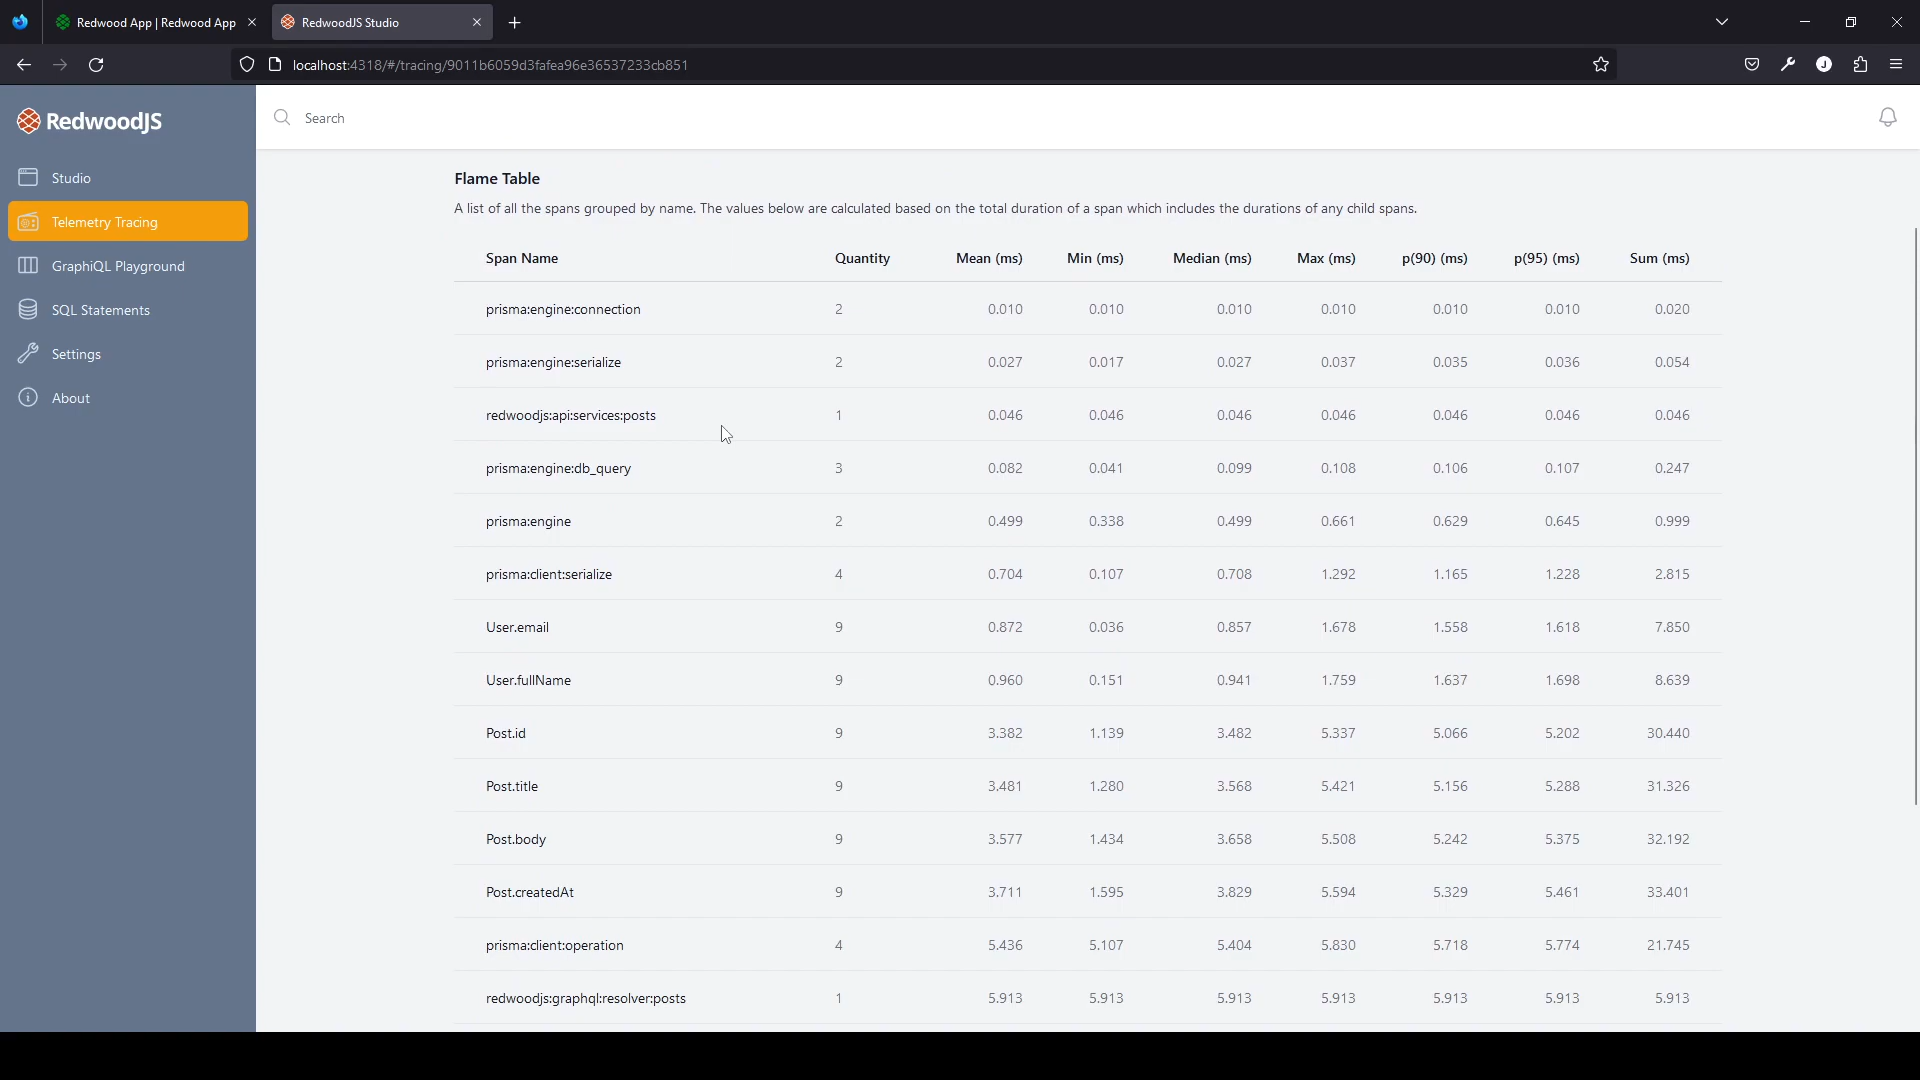 Redwood App | Redwood App
RedwoodJS Studio
localhost:4318/#/tracing/9011b6059d3fafea96e36537233cb851
J
RedwoodJS
Search
Studio
Telemetry Tracing
GraphiQL Playground
SQL Statements
Settings
About
Flame Table
A list of all the spans grouped by name. The values below are calculated based on the total duration of a span which includes the durations of any child spans.
Span Name Quantity Mean (ms) Min (ms) Median (ms) Max (ms) p(90) (ms) p(95) (ms) Sum (ms)
prisma:engine:connection 2 0.010 0.010 0.010 0.010 0.010 0.010 0.020
prisma:engine:serialize 2 0.027 0.017 0.027 0.037 0.035 0.036 0.054
redwoodjs:api:services:posts 1 0.046 0.046 0.046 0.046 0.046 0.046 0.046
prisma:engine:db_query 3 0.082 0.041 0.099 0.108 0.106 0.107 0.247
prisma:engine 2 0.499 0.338 0.499 0.661 0.629 0.645 0.999
prisma:client:serialize 4 0.704 0.107 0.708 1.292 1.165 1.228 2.815
User.email 9 0.872 0.036 0.857 1.678 1.558 1.618 7.850
User.fullName 9 0.960 0.151 0.941 1.759 1.637 1.698 8.639
Post.id 9 3.382 1.139 3.482 5.337 5.066 5.202 30.440
Post.title 9 3.481 1.280 3.568 5.421 5.156 5.288 31.326
Post.body 9 3.577 1.434 3.658 5.508 5.242 5.375 32.192
Post.createdAt 9 3.711 1.595 3.829 5.594 5.329 5.461 33.401
prisma:client:operation 4 5.436 5.107 5.404 5.830 5.718 5.774 21.745
redwoodjs:graphql:resolver:posts 1 5.913 5.913 5.913 5.913 5.913 5.913 5.913